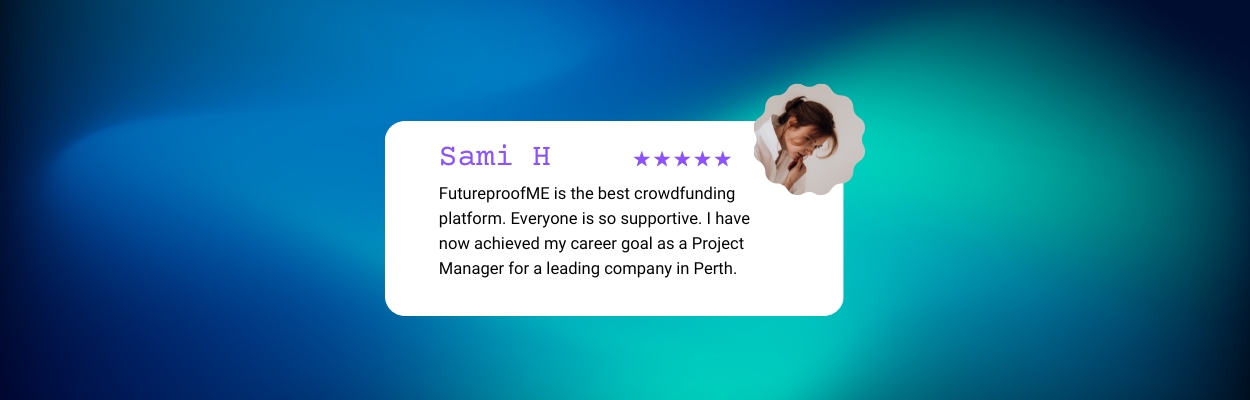 Sami H ★★★★★
FutureproofME is the best crowdfunding
platform. Everyone is so supportive. I have
now achieved my career goal as a Project
Manager for a leading company in Perth.